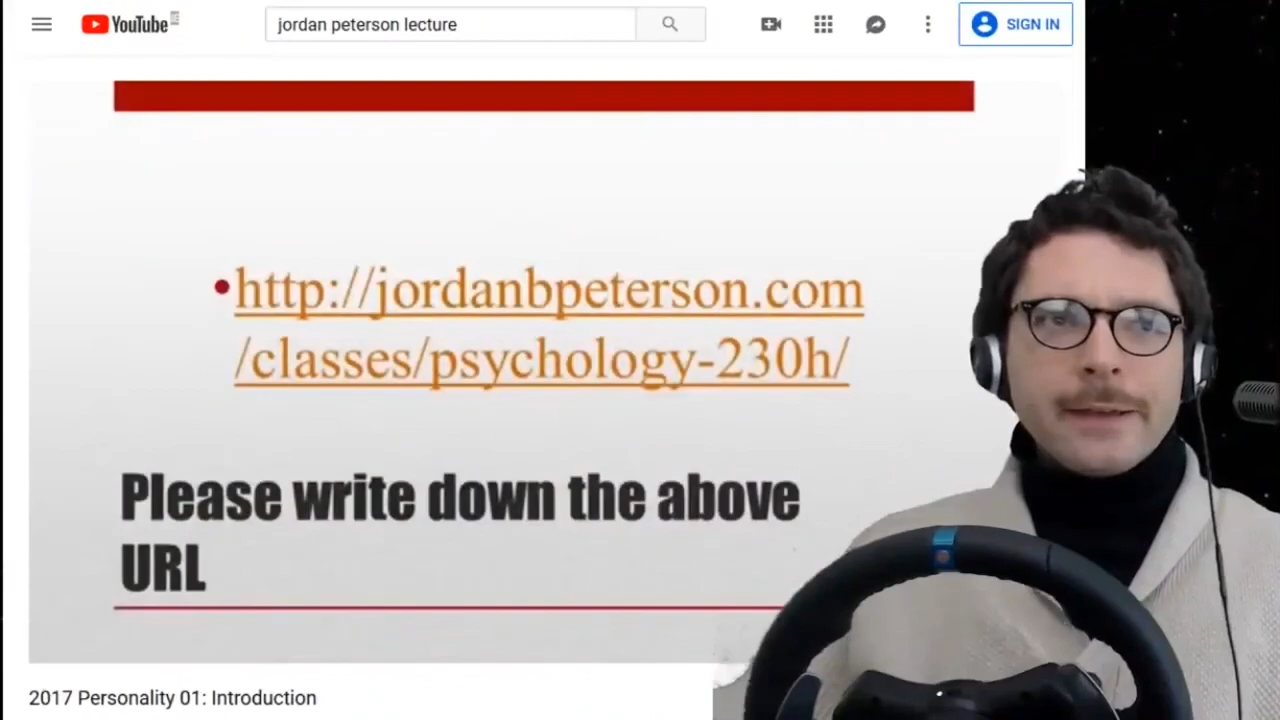 YouTube
jordan peterson lecture
SIGN IN
•http://jordanbpeterson.com
/classes/psychology-230h/
Please write down the above
URL
2017 Personality 01: Introduction